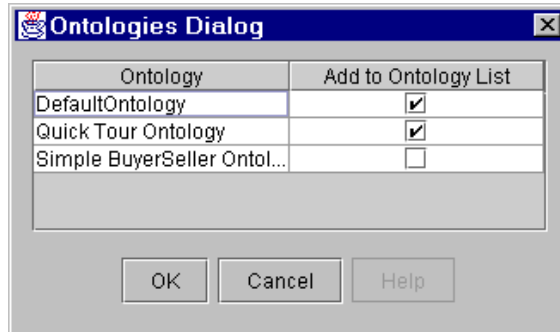 Ontologies Dialog
Ontology Add to Ontology List
DefaultOntology
Quick Tour Ontology
Simple BuyerSeller Ontol...
OK Cancel Help